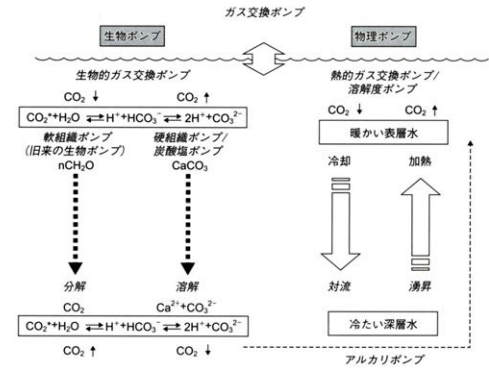 ガス交換ポンプ
生物ポンプ
物理ポンプ
生物的ガス交換ポンプ
CO₂ ↓ CO₂ ↑
CO₂*+H₂O ⇄ H⁺+HCO₃⁻ ⇄ 2H⁺+CO₃²⁻
軟組織ポンプ
(旧来の生物ポンプ)
nCH₂O
硬組織ポンプ/
炭酸塩ポンプ
CaCO₃
分解
CO₂
溶解
Ca²⁺+CO₃²⁻
CO₂*+H₂O ⇄ H⁺+HCO₃⁻ ⇄ 2H⁺+CO₃²⁻
CO₂ ↑ CO₂ ↓
熱的ガス交換ポンプ/
溶解度ポンプ
CO₂ ↓ CO₂ ↑
暖かい表層水
冷却 加熱
対流 湧昇
冷たい深層水
アルカリポンプ